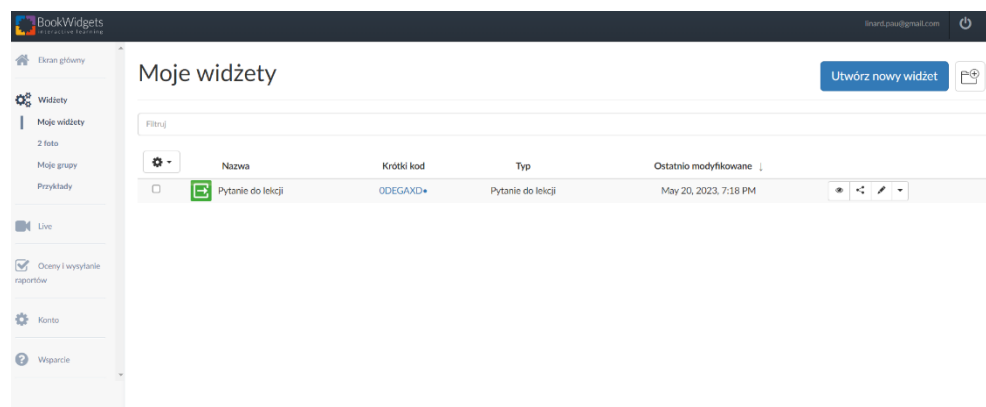 BookWidgets
interactive learning
linard.pau@gmail.com
Ekran główny
Widżety
Moje widżety
2 foto
Moje grupy
Przykłady
Live
Oceny i wysyłanie
raportów
Konto
Wsparcie
Moje widżety
Utwórz nowy widżet
Filtruj
Nazwa Krótki kod Typ Ostatnio modyfikowane ↓
Pytanie do lekcji 0DEGAXD• Pytanie do lekcji May 20, 2023, 7:18 PM